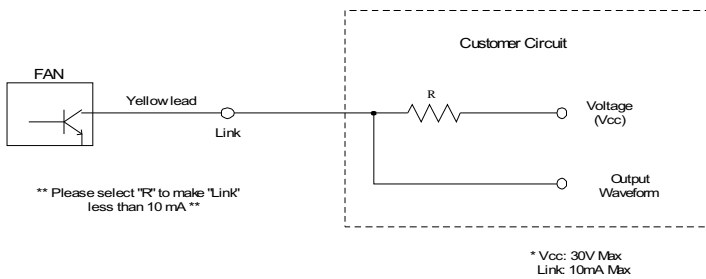 Customer Circuit
FAN
Yellow lead
Link
R
Voltage
(Vcc)
Output
Waveform
** Please select "R" to make "Link"
less than 10 mA **
* Vcc: 30V Max
Link: 10mA Max